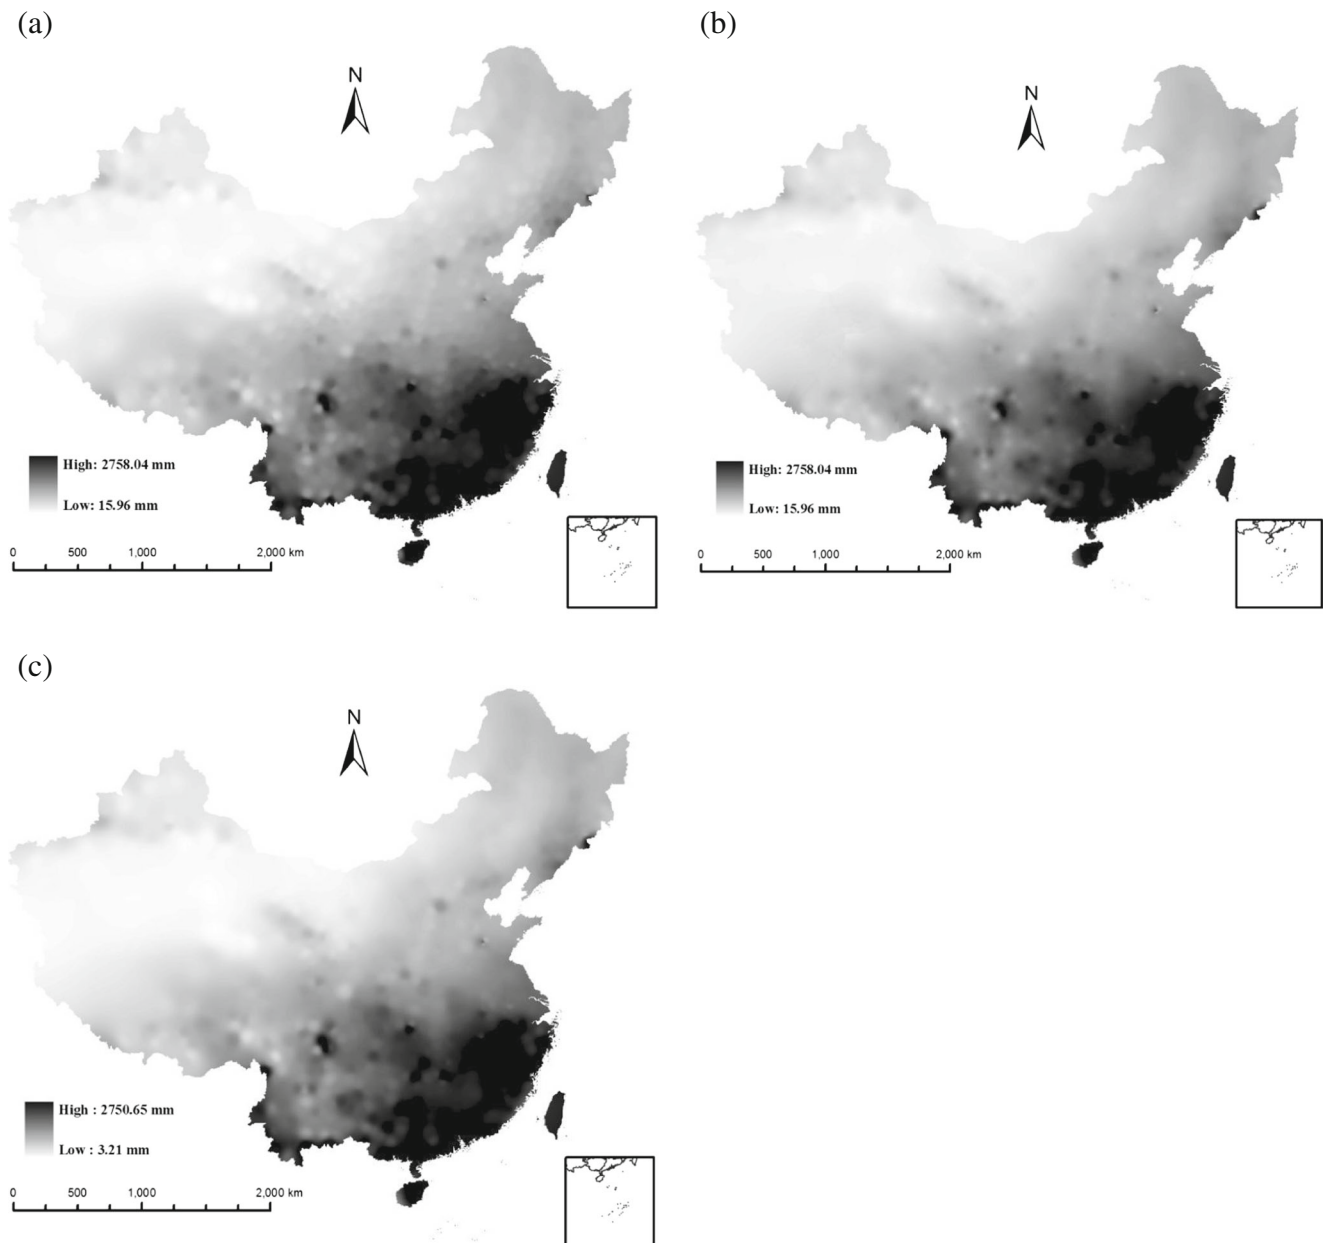 (a)
N
High: 2758.04 mm
Low: 15.96 mm
0 500 1,000 2,000 km
(b)
N
High: 2758.04 mm
Low: 15.96 mm
0 500 1,000 2,000 km
(c)
N
High : 2750.65 mm
Low : 3.21 mm
0 500 1,000 2,000 km